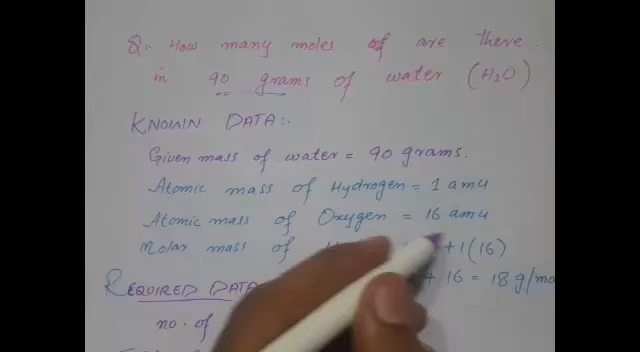 Q= How many moles of are there
in 90 grams of water (H2O)
KNOWN DATA:-
Given mass of water = 90 grams.
Atomic mass of Hydrogen = 1 amu
Atomic mass of Oxygen = 16 amu
Molar mass of + 1(16)
REQUIRED DATA + 16 = 18 g/mo
no. of